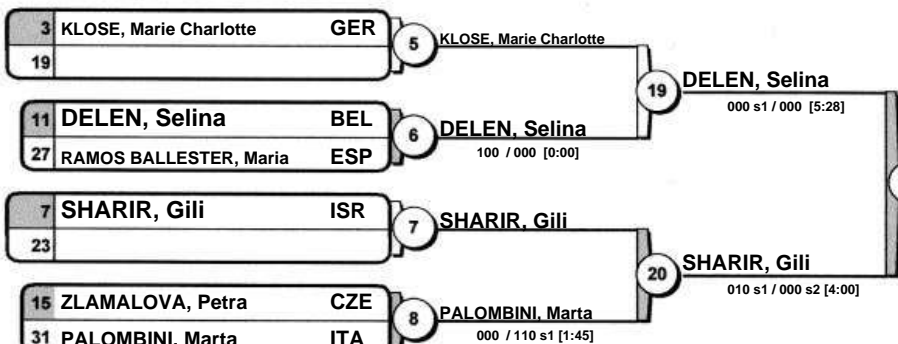 3 KLOSE, Marie Charlotte GER
19
5
KLOSE, Marie Charlotte
11 DELEN, Selina BEL
27 RAMOS BALLESTER, Maria ESP
6
DELEN, Selina
100 / 000 [0:00]
19
DELEN, Selina
000 s1 / 000 [5:28]
7 SHARIR, Gili ISR
23
7
SHARIR, Gili
15 ZLAMALOVA, Petra CZE
31 PALOMBINI, Marta ITA
8
PALOMBINI, Marta
000 / 110 s1 [1:45]
20
SHARIR, Gili
010 s1 / 000 s2 [4:00]